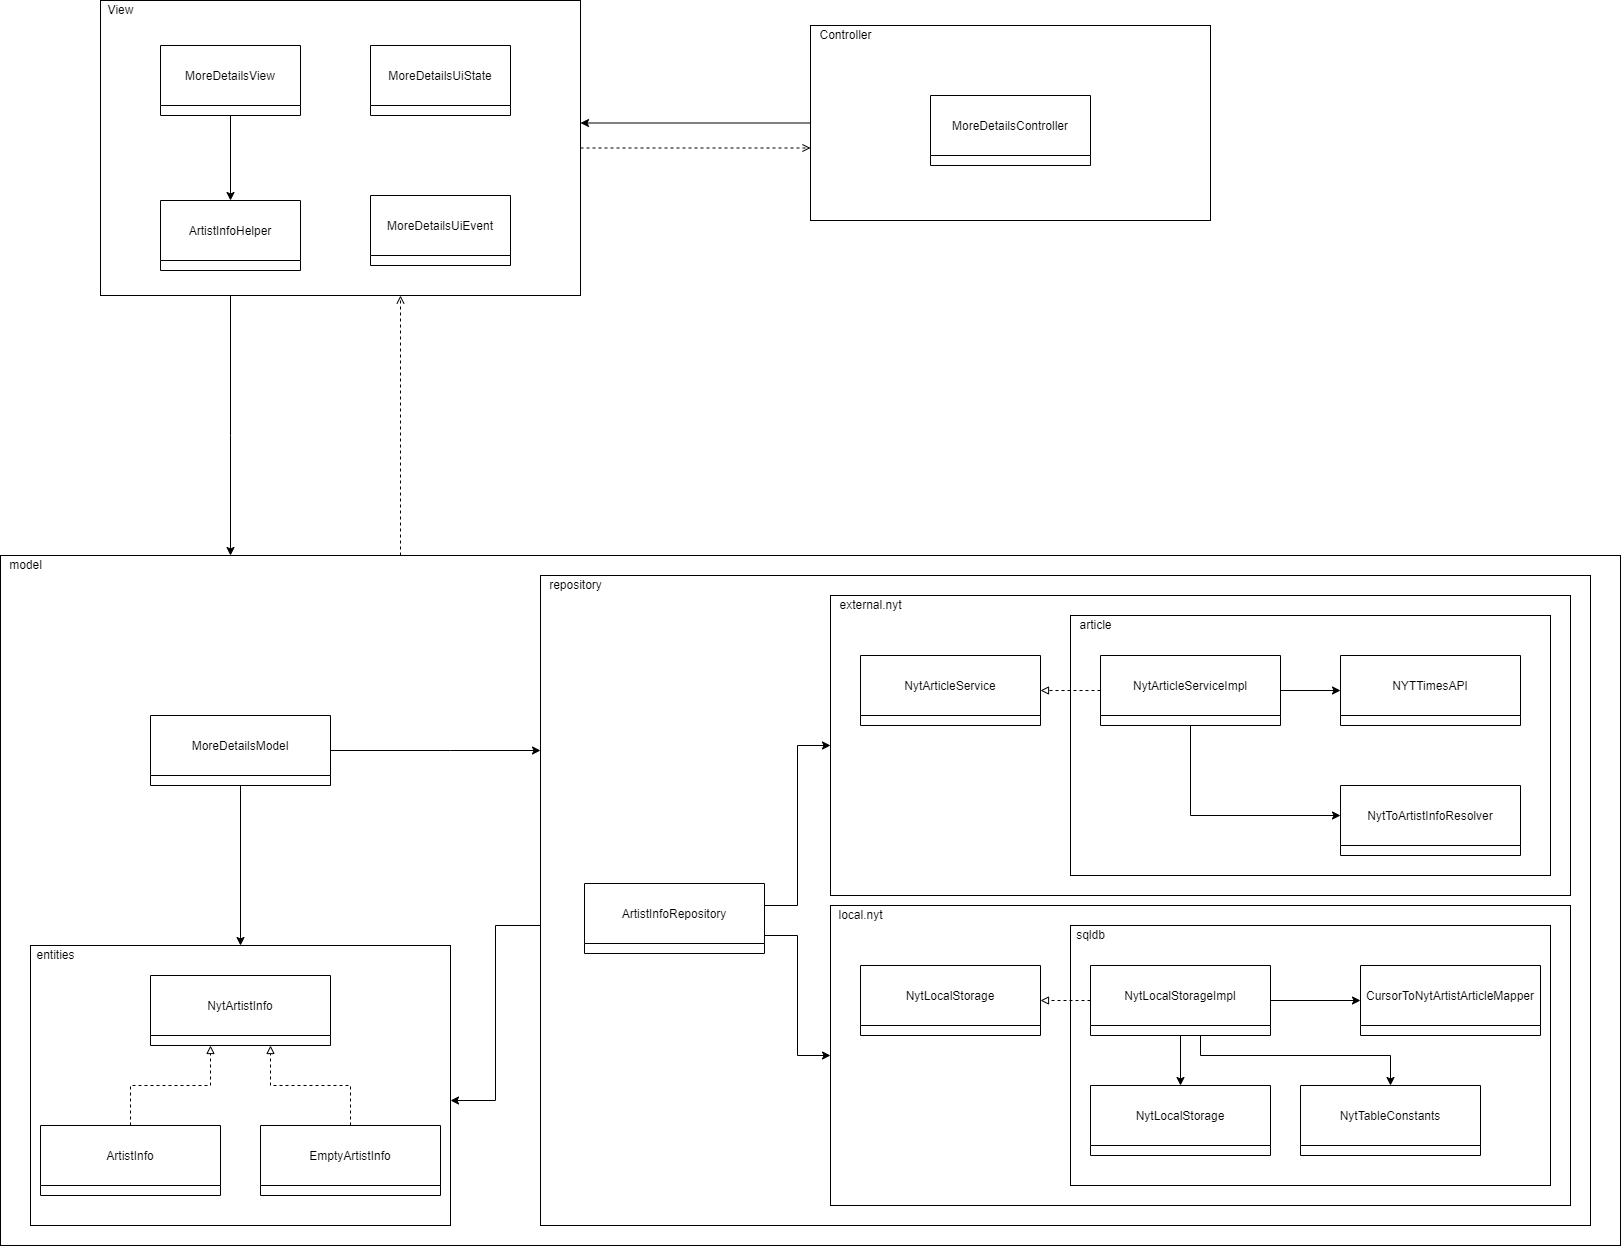 View
MoreDetailsView
MoreDetailsUiState
ArtistInfoHelper
MoreDetailsUiEvent
Controller
MoreDetailsController
model
MoreDetailsModel
entities
NytArtistInfo
ArtistInfo
EmptyArtistInfo
repository
ArtistInfoRepository
external.nyt
NytArticleService
article
NytArticleServiceImpl
NYTTimesAPI
NytToArtistInfoResolver
local.nyt
NytLocalStorage
sqldb
NytLocalStorageImpl
CursorToNytArtistArticleMapper
NytLocalStorage
NytTableConstants